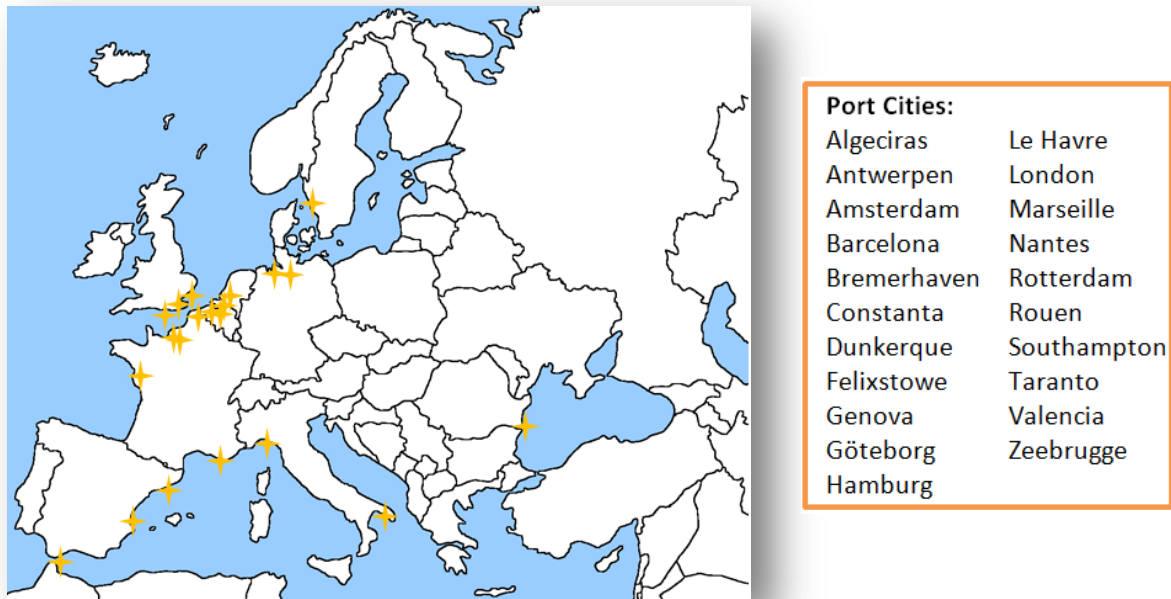 Port Cities:
Algeciras
Antwerpen
Amsterdam
Barcelona
Bremerhaven
Constanta
Dunkerque
Felixstowe
Genova
Göteborg
Hamburg
Le Havre
London
Marseille
Nantes
Rotterdam
Rouen
Southampton
Taranto
Valencia
Zeebrugge